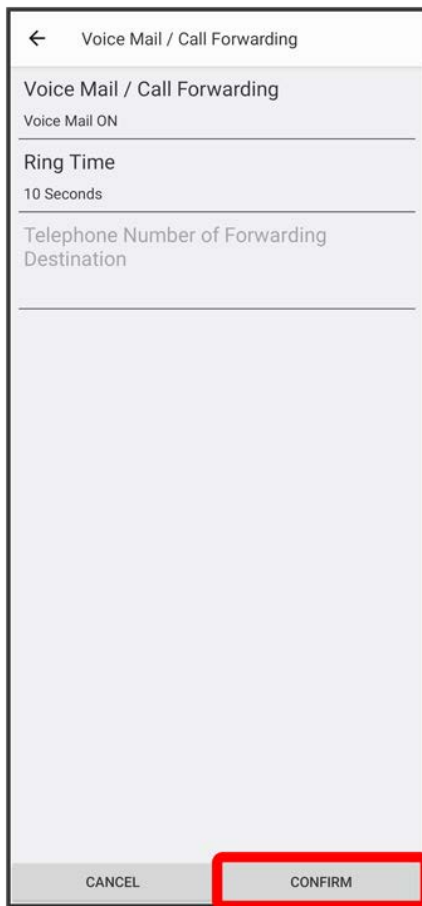 Voice Mail / Call Forwarding
Voice Mail / Call Forwarding
Voice Mail ON
Ring Time
10 Seconds
Telephone Number of Forwarding
Destination
CANCEL
CONFIRM